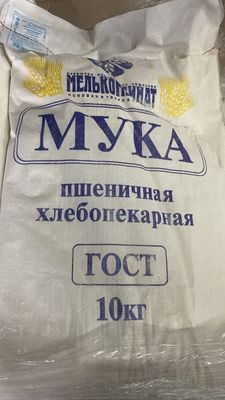 МЕЛЬКОМБИНАТ
МУКА
пшеничная
хлебопекарная
ГОСТ
10кг